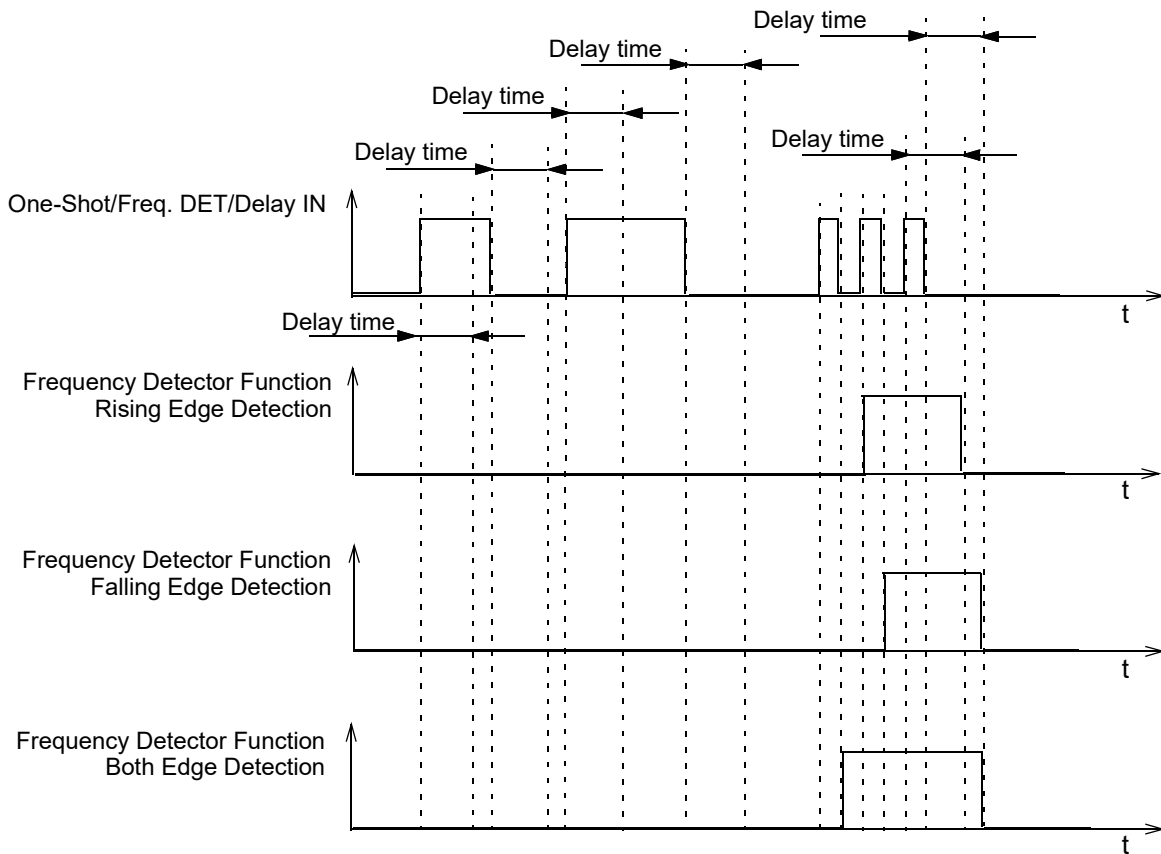 Delay time
Delay time
Delay time
Delay time
Delay time
One-Shot/Freq. DET/Delay IN
t
Delay time
Frequency Detector Function
Rising Edge Detection
t
Frequency Detector Function
Falling Edge Detection
t
Frequency Detector Function
Both Edge Detection
t